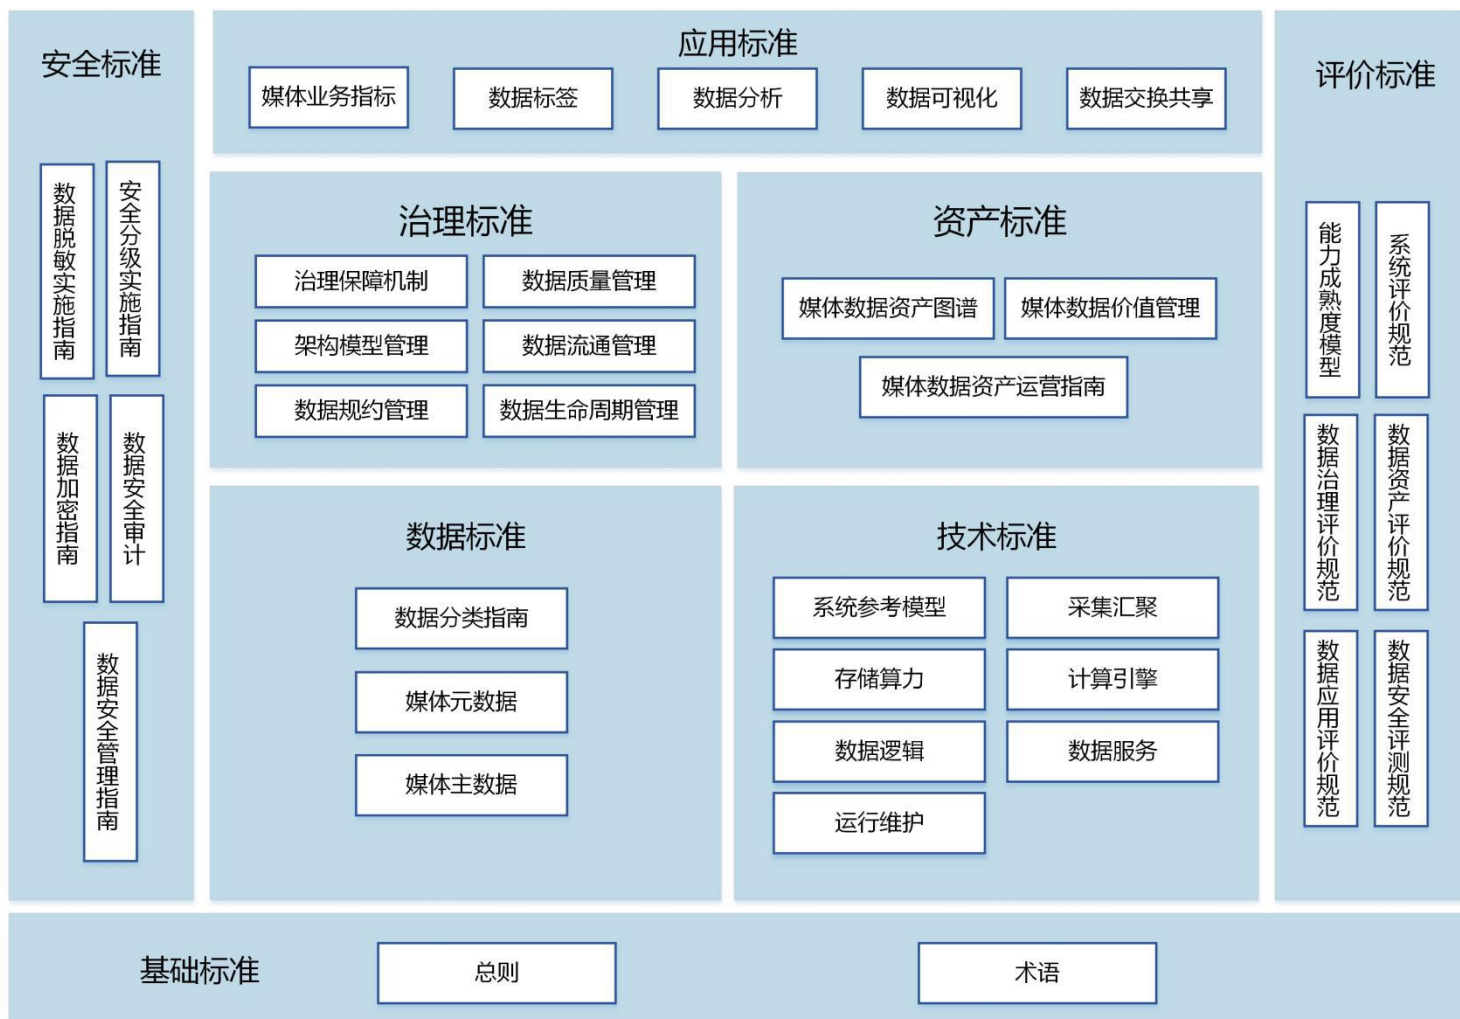 安全标准
数据脱敏实施指南
安全分级实施指南
数据加密指南
数据安全审计
数据安全管理指南
应用标准
媒体业务指标
数据标签
数据分析
数据可视化
数据交换共享
治理标准
治理保障机制
数据质量管理
架构模型管理
数据流通管理
数据规约管理
数据生命周期管理
资产标准
媒体数据资产图谱
媒体数据价值管理
媒体数据资产运营指南
数据标准
数据分类指南
媒体元数据
媒体主数据
技术标准
系统参考模型
采集汇聚
存储算力
计算引擎
数据逻辑
数据服务
运行维护
评价标准
能力成熟度模型
系统评价规范
数据治理评价规范
数据资产评价规范
数据应用评价规范
数据安全评测规范
基础标准
总则
术语